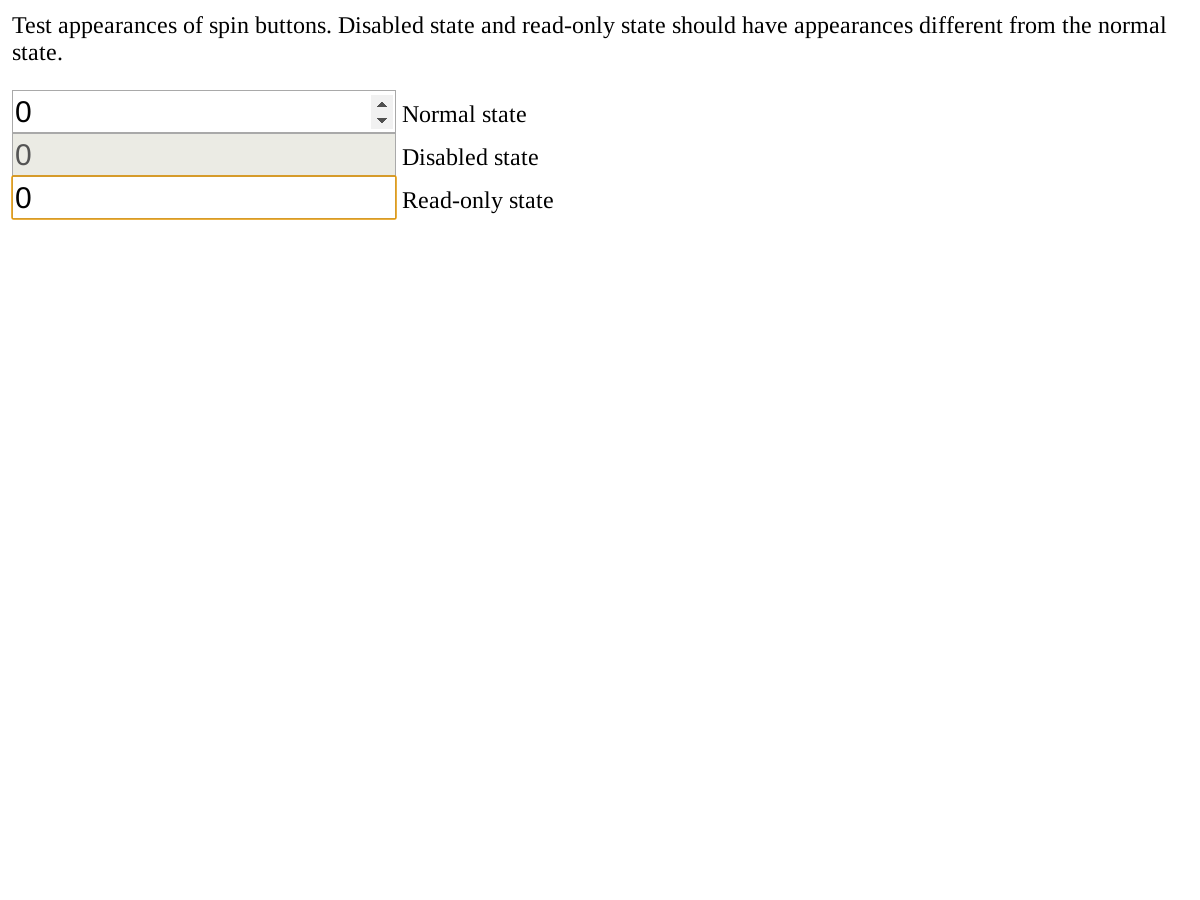 Test appearances of spin buttons. Disabled state and read-only state should have appearances different from the normal
state.
0 Normal state
0 Disabled state
0 Read-only state